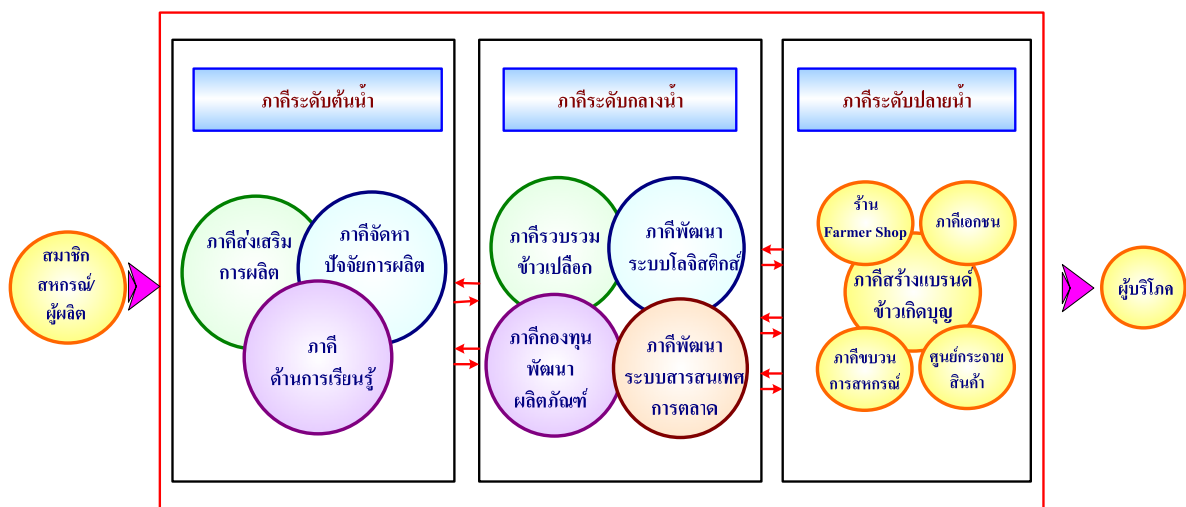 สมาชิก
สหกรณ์/
ผู้ผลิต
ภาคีระดับต้นน้ำ
ภาคีส่งเสริม
การผลิต
ภาคีจัดหา
ปัจจัยการผลิต
ภาคี
ด้านการเรียนรู้
ภาคีระดับกลางน้ำ
ภาคีรวบรวม
ข้าวเปลือก
ภาคีพัฒนา
ระบบโลจิสติกส์
ภาคีกองทุน
พัฒนา
ผลิตภัณฑ์
ภาคีพัฒนา
ระบบสารสนเทศ
การตลาด
ภาคีระดับปลายน้ำ
ร้าน
Farmer Shop
ภาคีเอกชน
ภาคีสร้างแบรนด์
ข้าวเกิดบุญ
ภาคีขบวน
การสหกรณ์
ศูนย์กระจาย
สินค้า
ผู้บริโภค